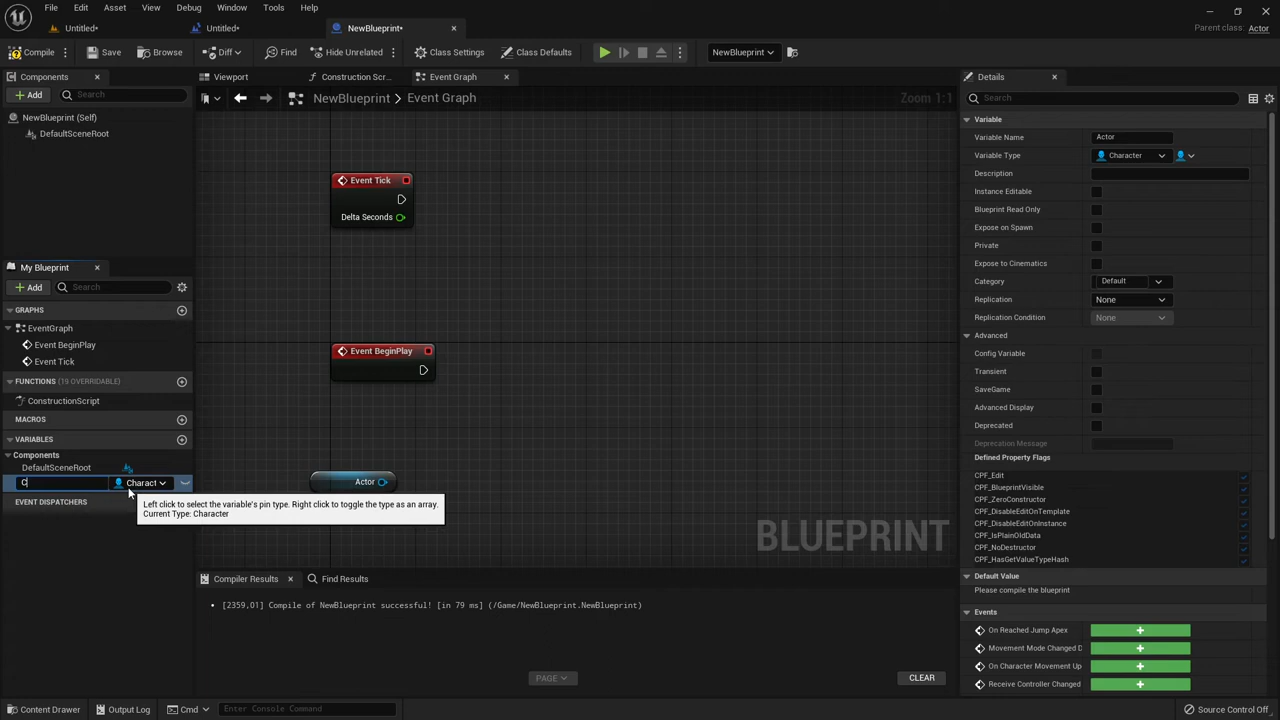 File Edit Asset View Debug Window Tools Help
Untitled• Untitled• NewBlueprint• Parent class: Actor
Compile Save Browse Diff Find Hide Unrelated Class Settings Class Defaults NewBlueprint
Components Viewport Construction Scr... Event Graph Details
Add Search NewBlueprint > Event Graph Zoom 1:1 Search
NewBlueprint (Self)
DefaultSceneRoot
Variable
Variable Name Actor
Variable Type Character
Description
Instance Editable
Blueprint Read Only
Expose on Spawn
Private
Expose to Cinematics
Category Default
Replication None
Replication Condition None
Advanced
Config Variable
Transient
SaveGame
Advanced Display
Deprecated
Deprecation Message
Defined Property Flags
CPF_Edit
CPF_BlueprintVisible
CPF_ZeroConstructor
CPF_DisableEditOnTemplate
CPF_DisableEditOnInstance
CPF_IsPlainOldData
CPF_NoDestructor
CPF_HasGetValueTypeHash
Default Value
Please compile the blueprint
Events
On Reached Jump Apex
Movement Mode Changed D
On Character Movement Up
Receive Controller Changed
Event Tick
Delta Seconds
Event BeginPlay
Actor
BLUEPRINT
My Blueprint
Add Search
GRAPHS
EventGraph
Event BeginPlay
Event Tick
FUNCTIONS (19 OVERRIDABLE)
ConstructionScript
MACROS
VARIABLES
Components
DefaultSceneRoot
C Charact
EVENT DISPATCHERS
Left click to select the variable's pin type. Right click to toggle the type as an array.
Current Type: Character
Compiler Results Find Results
• [2359,01] Compile of NewBlueprint successful! [in 79 ms] (/Game/NewBlueprint.NewBlueprint)
PAGE CLEAR
Content Drawer Output Log Cmd Enter Console Command Source Control Off